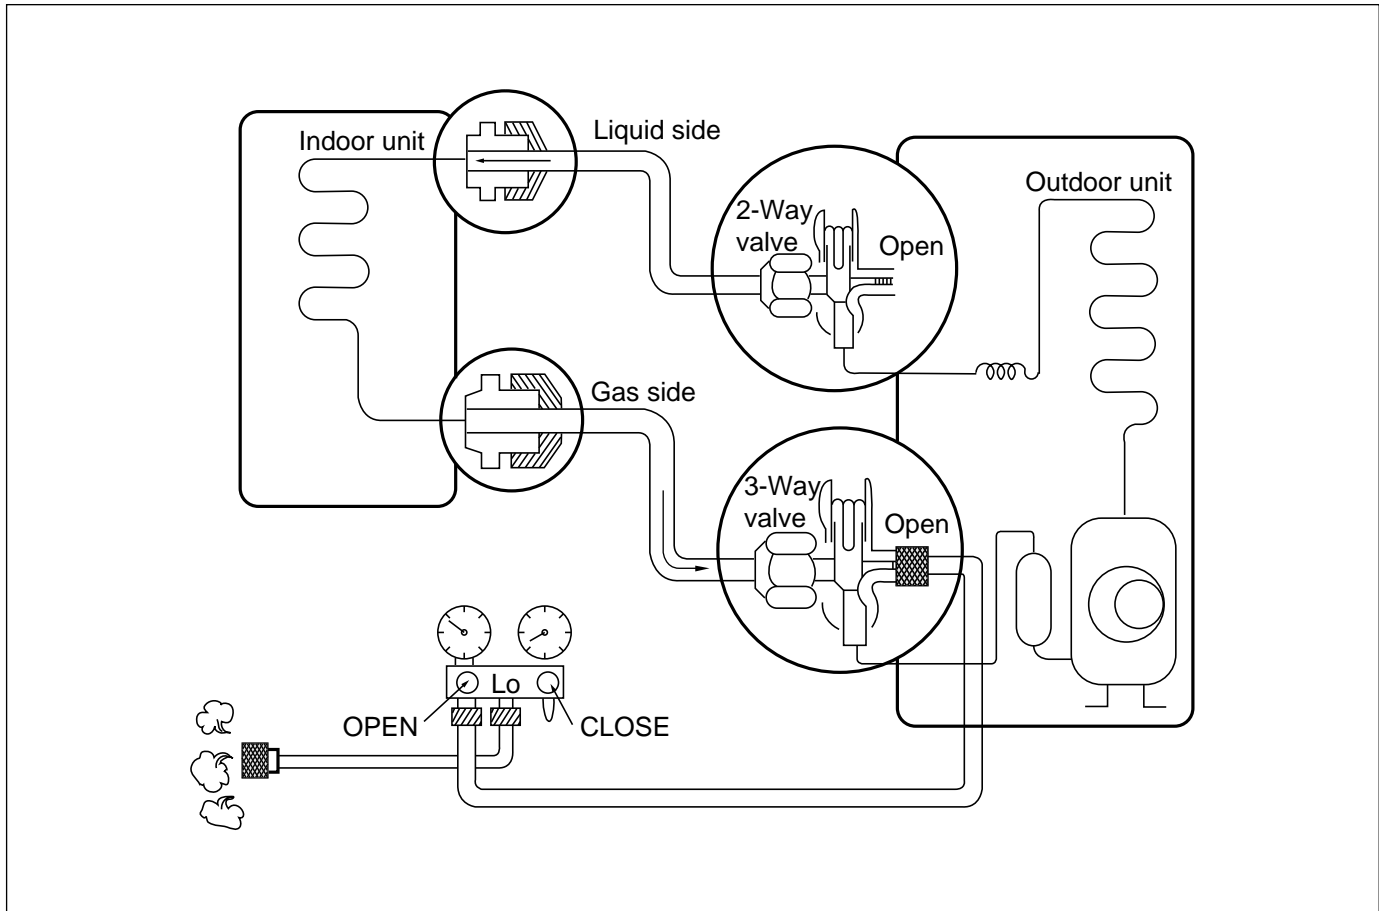 Indoor unit
Liquid side
Outdoor unit
2-Way
valve
Open
Gas side
3-Way
valve
Open
Lo
OPEN
CLOSE